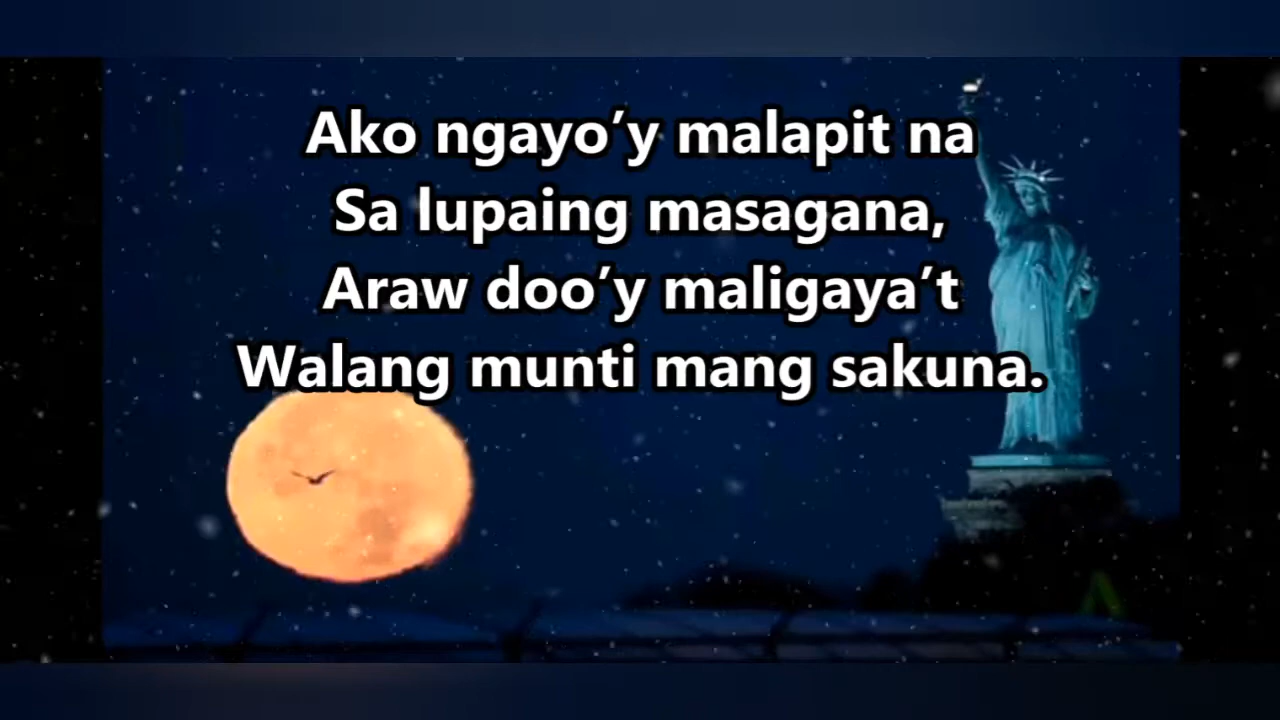 Ako ngayo’y malapit na
Sa lupaing masagana,
Araw doo’y maligaya’t
Walang munti mang sakuna.